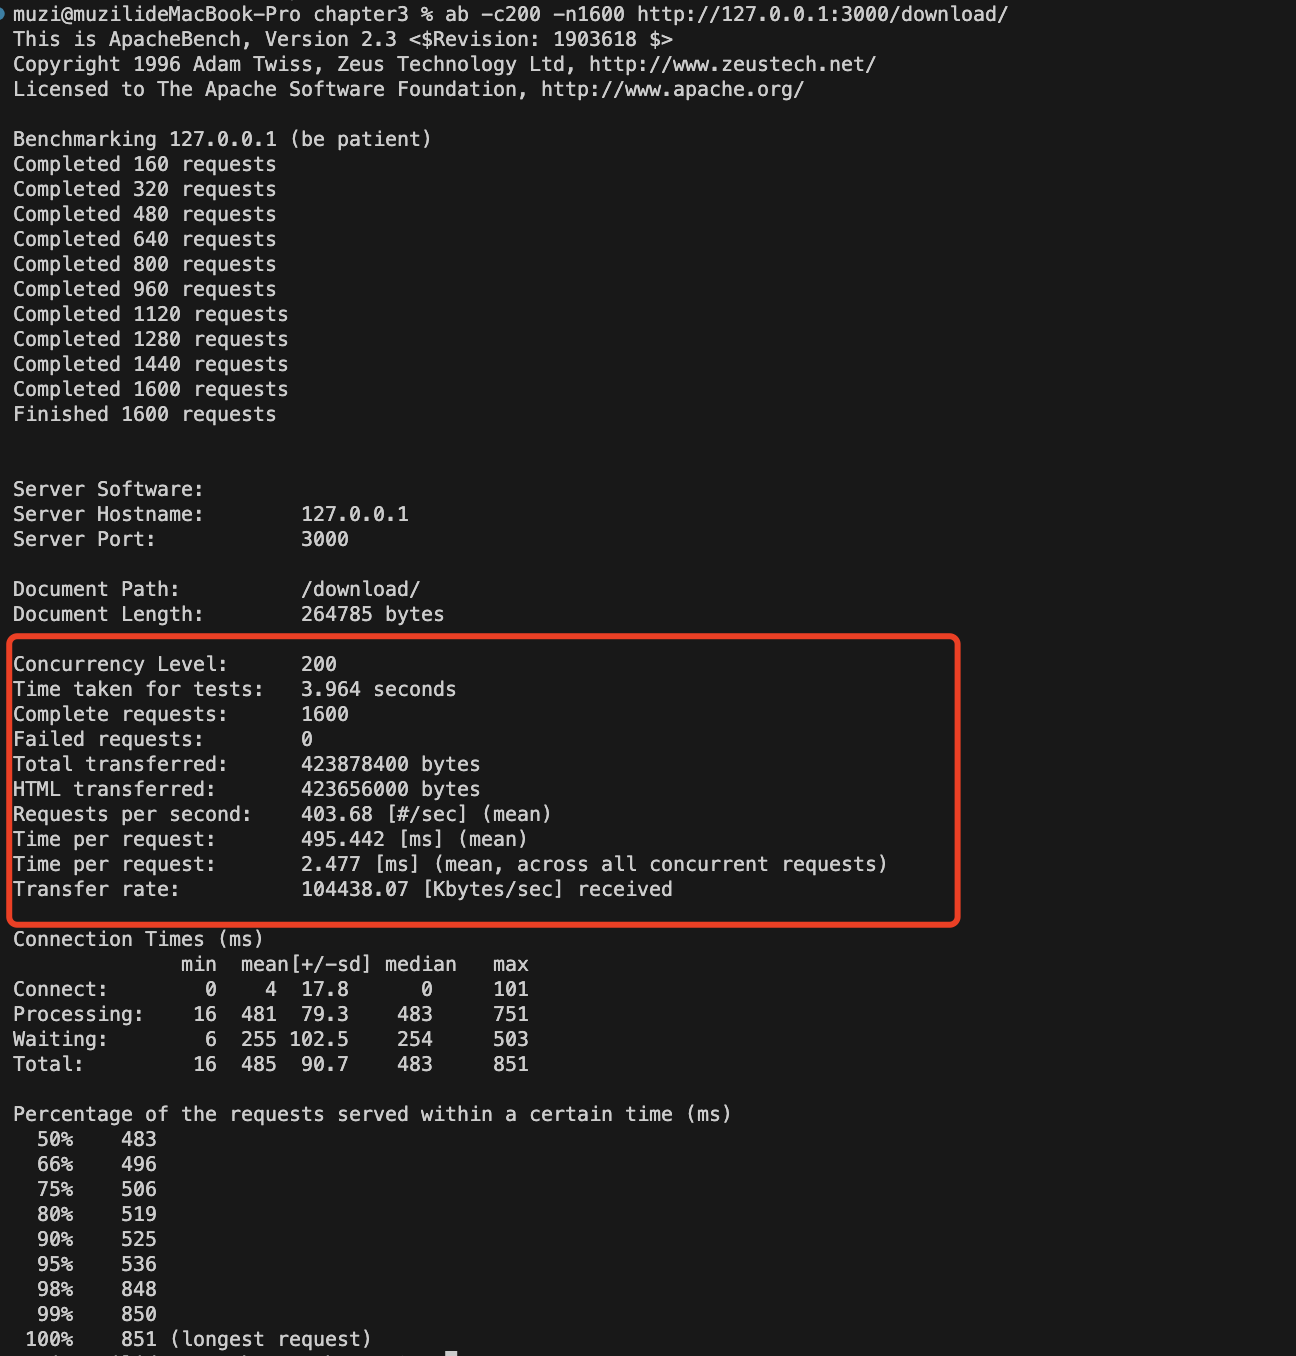 muzi@muzilideMacBook-Pro chapter3 % ab -c200 -n1600 http://127.0.0.1:3000/download/
This is ApacheBench, Version 2.3 <$Revision: 1903618 $>
Copyright 1996 Adam Twiss, Zeus Technology Ltd, http://www.zeustech.net/
Licensed to The Apache Software Foundation, http://www.apache.org/
Benchmarking 127.0.0.1 (be patient)
Completed 160 requests
Completed 320 requests
Completed 480 requests
Completed 640 requests
Completed 800 requests
Completed 960 requests
Completed 1120 requests
Completed 1280 requests
Completed 1440 requests
Completed 1600 requests
Finished 1600 requests
Server Software:
Server Hostname:        127.0.0.1
Server Port:            3000
Document Path:          /download/
Document Length:        264785 bytes
Concurrency Level:      200
Time taken for tests:   3.964 seconds
Complete requests:      1600
Failed requests:        0
Total transferred:      423878400 bytes
HTML transferred:       423656000 bytes
Requests per second:    403.68 [#/sec] (mean)
Time per request:       495.442 [ms] (mean)
Time per request:       2.477 [ms] (mean, across all concurrent requests)
Transfer rate:          104438.07 [Kbytes/sec] received
Connection Times (ms)
              min  mean[+/-sd] median   max
Connect:        0    4  17.8      0     101
Processing:    16  481  79.3    483     751
Waiting:        6  255 102.5    254     503
Total:         16  485  90.7    483     851
Percentage of the requests served within a certain time (ms)
  50%    483
  66%    496
  75%    506
  80%    519
  90%    525
  95%    536
  98%    848
  99%    850
 100%    851 (longest request)